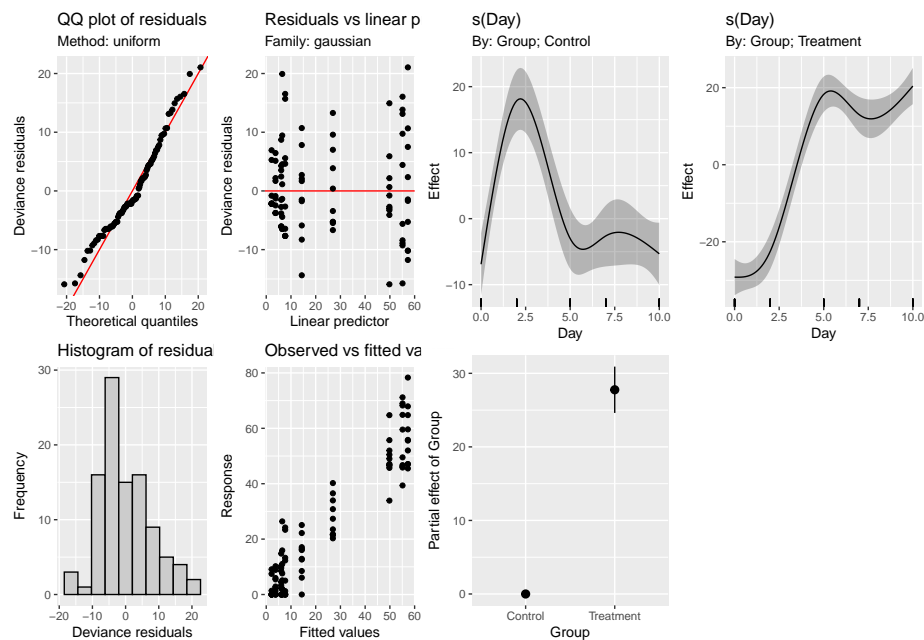 QQ plot of residuals
Method: uniform
20
10
0
−10
−20
−10
0
10
20
Deviance residuals
Theoretical quantiles
Residuals vs linear p
Family: gaussian
20
10
0
−10
0
10
20
30
40
50
60
Deviance residuals
Linear predictor
s(Day)
By: Group; Control
20
10
0
−10
0.0
2.5
5.0
7.5
10.0
Effect
Day
s(Day)
By: Group; Treatment
20
0
−20
0.0
2.5
5.0
7.5
10.0
Effect
Day
Histogram of residual
30
20
10
0
−20
−10
0
10
20
Frequency
Deviance residuals
Observed vs fitted va
80
60
40
20
0
0
10
20
30
40
50
60
Response
Fitted values
30
20
10
0
Control
Treatment
Partial effect of Group
Group